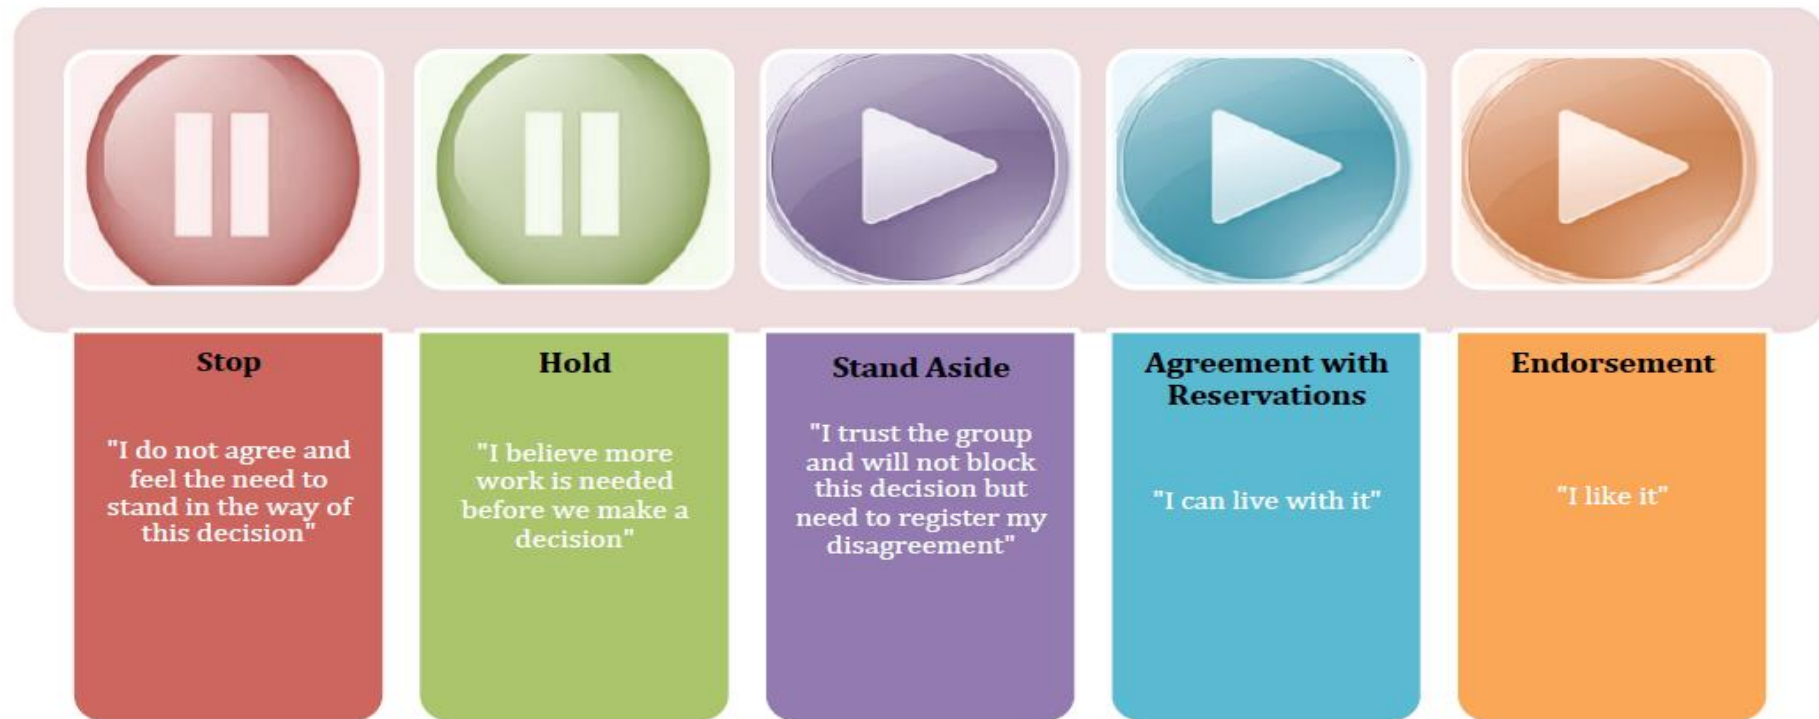 Stop
"I do not agree and
feel the need to
stand in the way of
this decision"
Hold
"I believe more
work is needed
before we make a
decision"
Stand Aside
"I trust the group
and will not block
this decision but
need to register my
disagreement"
Agreement with
Reservations
"I can live with it"
Endorsement
"I like it"